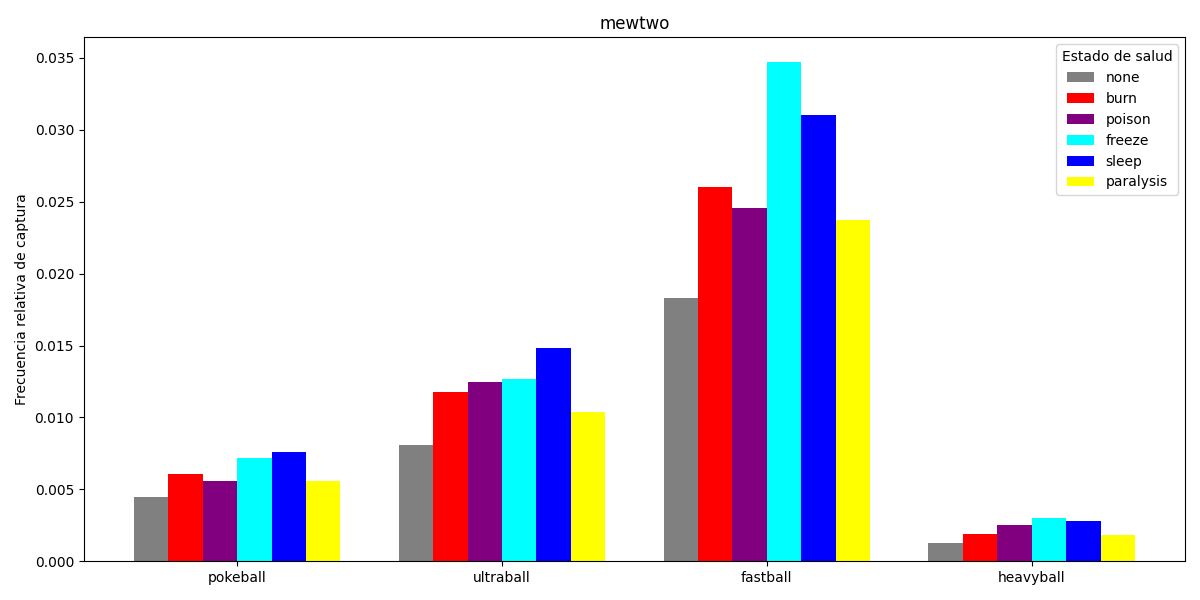 mewtwo
Frecuencia relativa de captura
0.035
0.030
0.025
0.020
0.015
0.010
0.005
0.000
Estado de salud
none
burn
poison
freeze
sleep
paralysis
pokeball
ultraball
fastball
heavyball